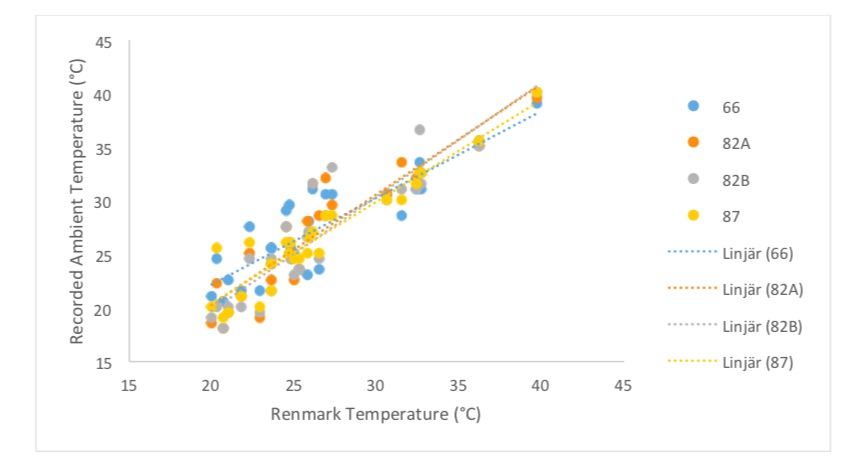 Recorded Ambient Temperature (°C)
45
40
35
30
25
20
15
15 20 25 30 35 40 45
Renmark Temperature (°C)
66
82A
82B
87
Linjär (66)
Linjär (82A)
Linjär (82B)
Linjär (87)